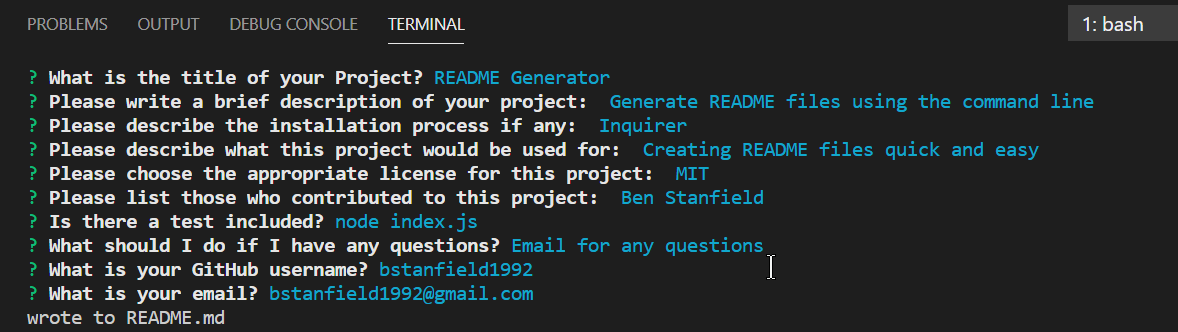 PROBLEMS OUTPUT DEBUG CONSOLE TERMINAL 1: bash
? What is the title of your Project? README Generator
? Please write a brief description of your project:  Generate README files using the command line
? Please describe the installation process if any:  Inquirer
? Please describe what this project would be used for:  Creating README files quick and easy
? Please choose the appropriate license for this project:  MIT
? Please list those who contributed to this project:  Ben Stanfield
? Is there a test included? node index.js
? What should I do if I have any questions? Email for any questions
? What is your GitHub username? bstanfield1992
? What is your email? bstanfield1992@gmail.com
wrote to README.md